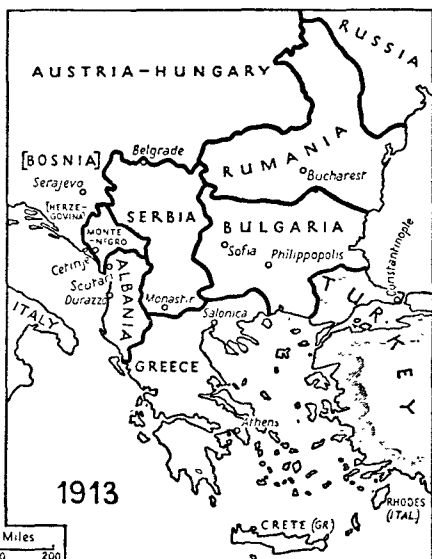 RUSSIA
AUSTRIA-HUNGARY
[BOSNIA]
Belgrade
RUMANIA
Serajevo
Bucharest
[HERZE-
GOVINA]
SERBIA
BULGARIA
MONTE
-NEGRO
Sofia
Philippopolis
Constantinople
Cetinje
Scutari
ALBANIA
Durazzo
Monastir
TURKEY
ITALY
Salonica
GREECE
Athens
1913
RHODES
(ITAL.)
Miles
CRETE (GR)
0 200